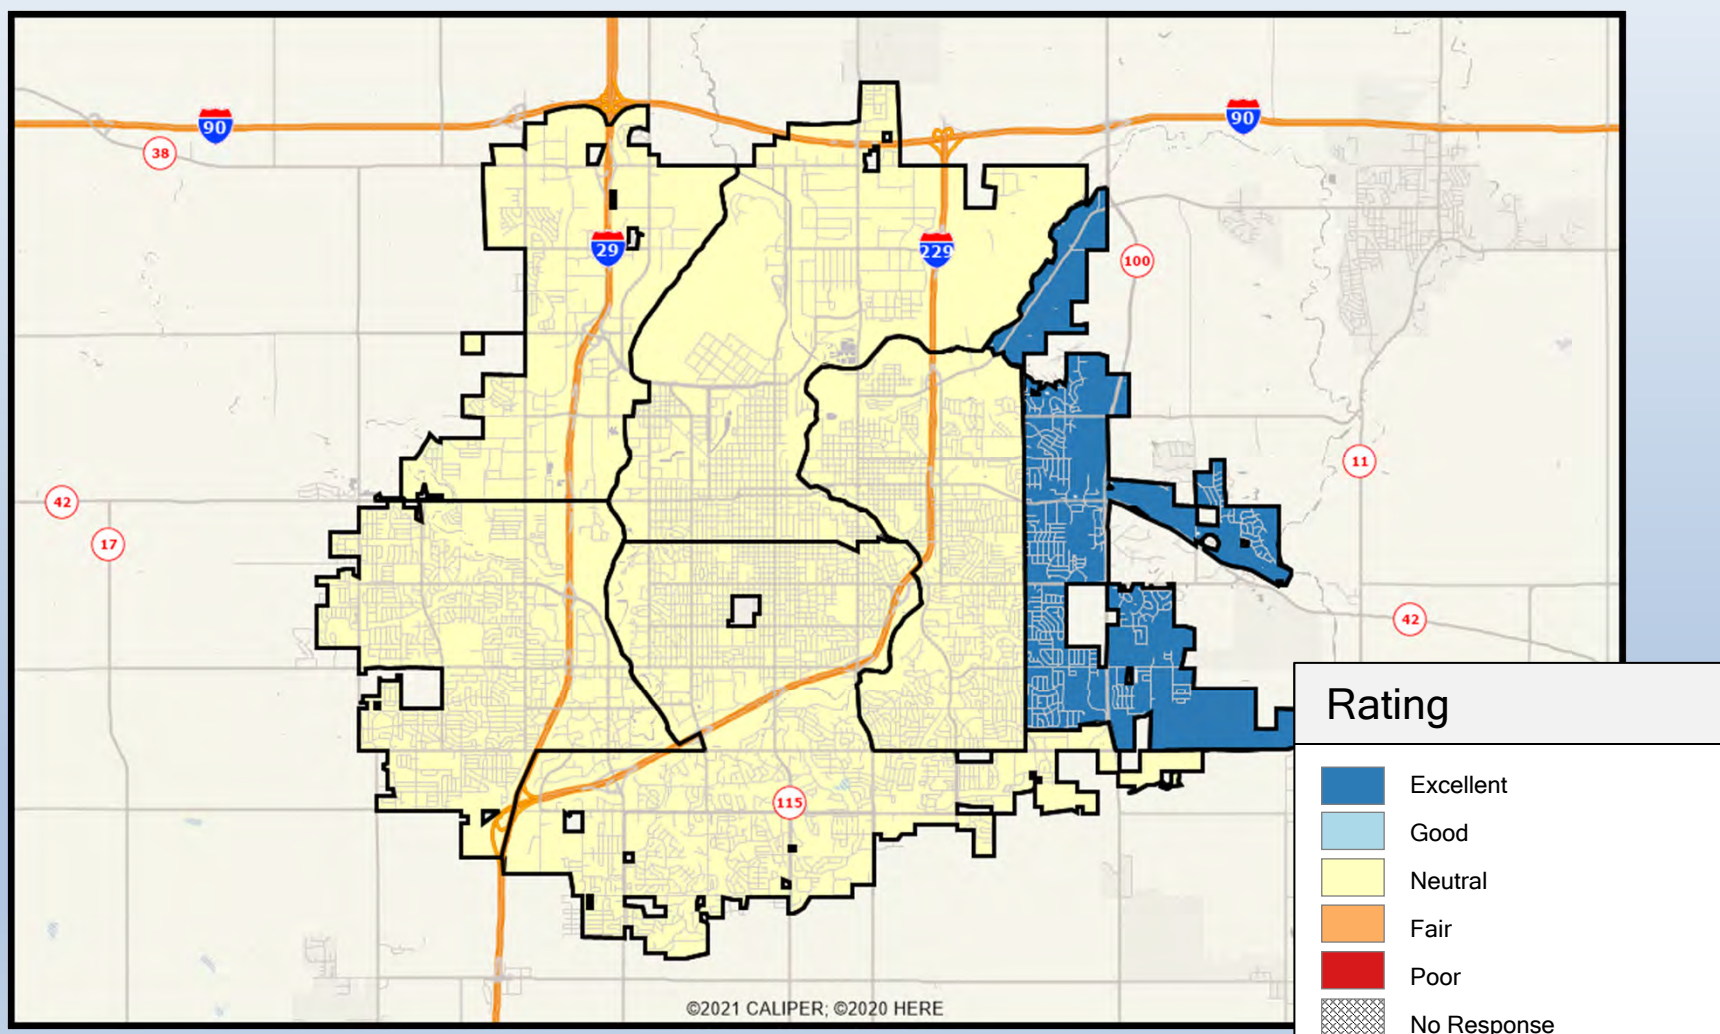 90
90
38
29
229
100
11
42
17
42
115
©2021 CALIPER; ©2020 HERE
Rating
Excellent
Good
Neutral
Fair
Poor
No Response